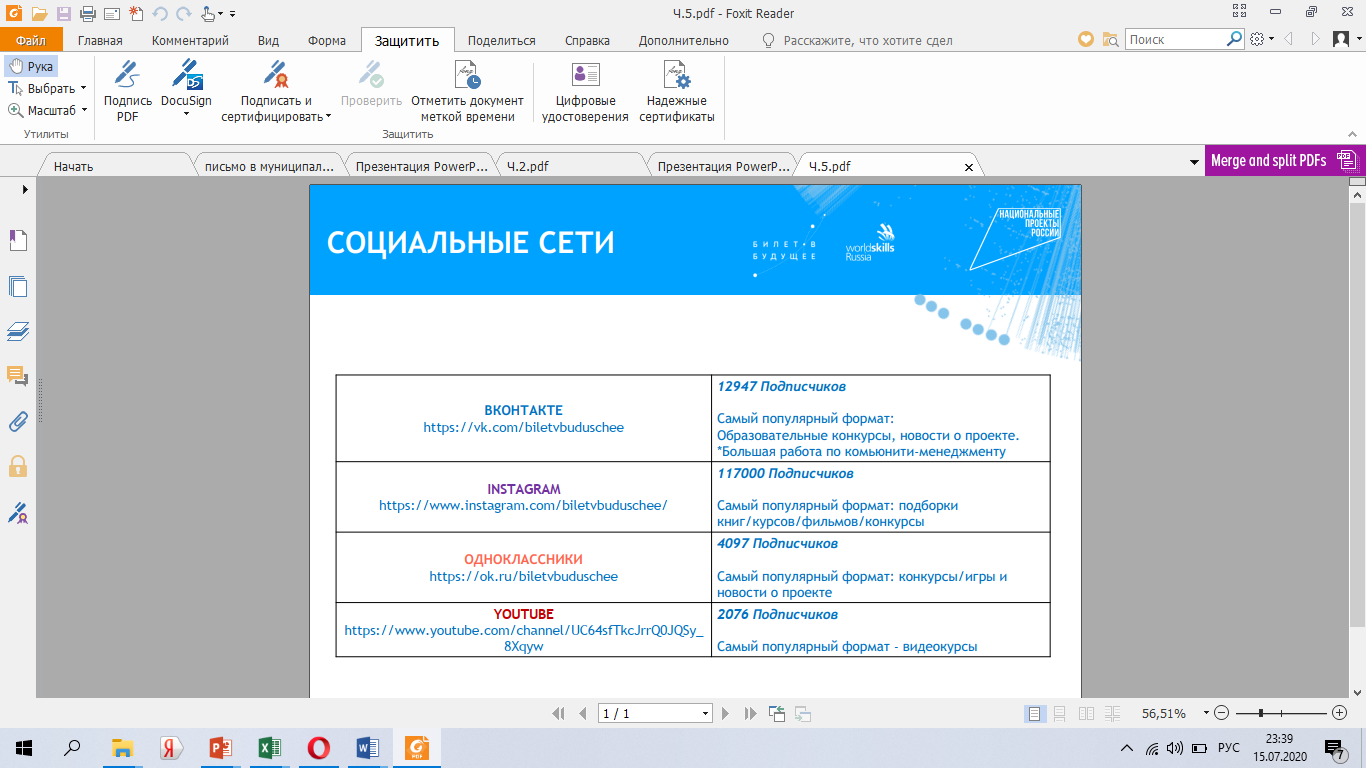 Ч.5.pdf - Foxit Reader
Файл
Главная
Комментарий
Вид
Форма
Защитить
Поделиться
Справка
Дополнительно
Расскажите, что хотите сдел
Поиск
Рука
Выбрать
Масштаб
Утилиты
Подпись
PDF
DocuSign
Подписать и
сертифицировать
Проверить
Отметить документ
меткой времени
Цифровые
удостоверения
Надежные
сертификаты
Защитить
Начать
письмо в муниципал...
Презентация PowerP...
Ч.2.pdf
Презентация PowerP...
Ч.5.pdf
Merge and split PDFs
СОЦИАЛЬНЫЕ СЕТИ
БИЛЕТ В
БУДУЩЕЕ
worldskills
Russia
НАЦИОНАЛЬНЫЕ
ПРОЕКТЫ
РОССИИ
ВКОНТАКТЕ
https://vk.com/biletvbuduschee
12947 Подписчиков
Самый популярный формат:
Образовательные конкурсы, новости о проекте.
*Большая работа по комьюнити-менеджменту
INSTAGRAM
https://www.instagram.com/biletvbuduschee/
117000 Подписчиков
Самый популярный формат: подборки
книг/курсов/фильмов/конкурсы
ОДНОКЛАССНИКИ
https://ok.ru/biletvbuduschee
4097 Подписчиков
Самый популярный формат: конкурсы/игры и
новости о проекте
YOUTUBE
https://www.youtube.com/channel/UC64sfTkcJrrQ0JQSy_
8Xqyw
2076 Подписчиков
Самый популярный формат - видеокурсы
1 / 1
56,51%
РУС
23:39
15.07.2020
7